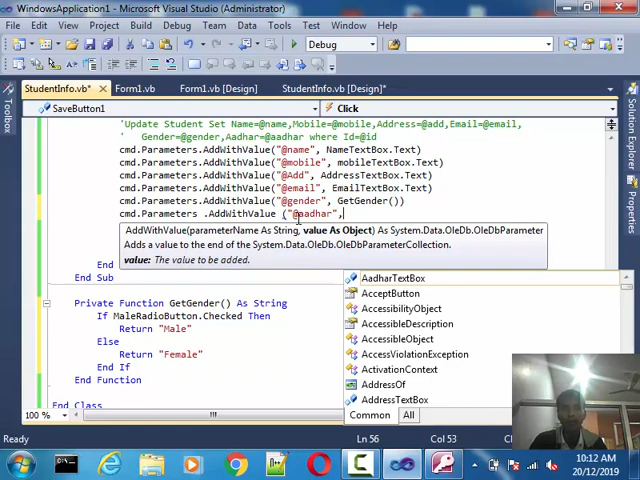 WindowsApplication1 - Microsoft Visual Studio (Administrator)
File Edit View Project Build Debug Team Data Tools Test Window Help
Debug
StudentInfo.vb* Form1.vb Form1.vb [Design] StudentInfo.vb [Design]*
SaveButton1 Click
Toolbox
'Update Student Set Name=@name,Mobile=@mobile,Address=@add,Email=@email,
' Gender=@gender,Aadhar=@aadhar where Id=@id
cmd.Parameters.AddWithValue("@name", NameTextBox.Text)
cmd.Parameters.AddWithValue("@mobile", mobileTextBox.Text)
cmd.Parameters.AddWithValue("@Add", AddressTextBox.Text)
cmd.Parameters.AddWithValue("@email", EmailTextBox.Text)
cmd.Parameters.AddWithValue("@gender", GetGender())
cmd.Parameters .AddWithValue ("@aadhar",
AddWithValue(parameterName As String, value As Object) As System.Data.OleDb.OleDbParameter
Adds a value to the end of the System.Data.OleDb.OleDbParameterCollection.
value: The value to be added.
End
End Sub
AadharTextBox
AcceptButton
AccessibilityObject
AccessibleDescription
AccessibleObject
AccessViolationException
ActivationContext
AddressOf
AddressTextBox
Common All
Private Function GetGender() As String
If MaleRadioButton.Checked Then
Return "Male"
Else
Return "Female"
End If
End Function
End Class
100 %
Ready Ln 56 Col 53
10:12 AM
20/12/2019